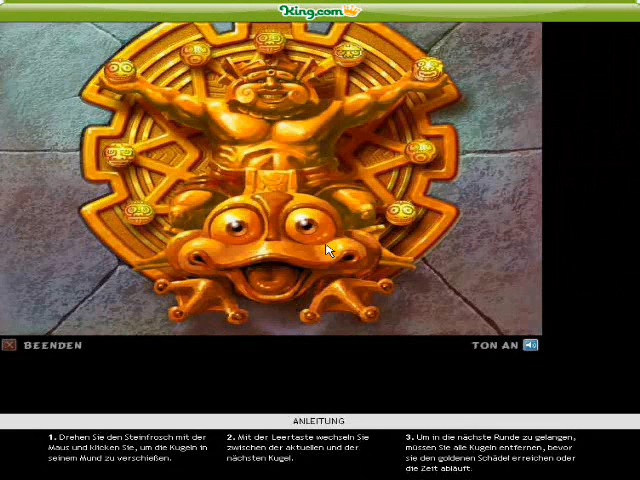 King.com
BEENDEN
TON AN
ANLEITUNG
1. Drehen Sie den Steinfrosch mit der
Maus und klicken Sie, um die Kugeln in
seinem Mund zu verschießen.
2. Mit der Leertaste wechseln Sie
zwischen der aktuellen und der
nächsten Kugel.
3. Um in die nächste Runde zu gelangen,
müssen Sie alle Kugeln entfernen, bevor
sie den goldenen Schädel erreichen oder
die Zeit abläuft.